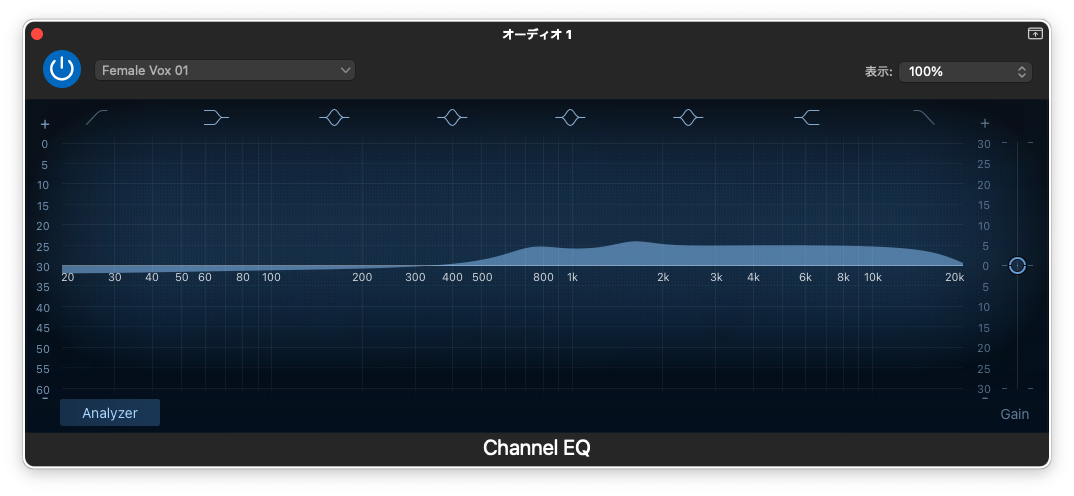 オーディオ 1
Female Vox 01
表示: 100%
+ +
0 30
5 25
10 20
15 15
20 10
25 5
30 0
20 30 40 50 60 80 100 200 300 400 500 800 1k 2k 3k 4k 6k 8k 10k 20k
35 5
40 10
45 15
50 20
55 25
60 30
- -
Analyzer Gain
Channel EQ